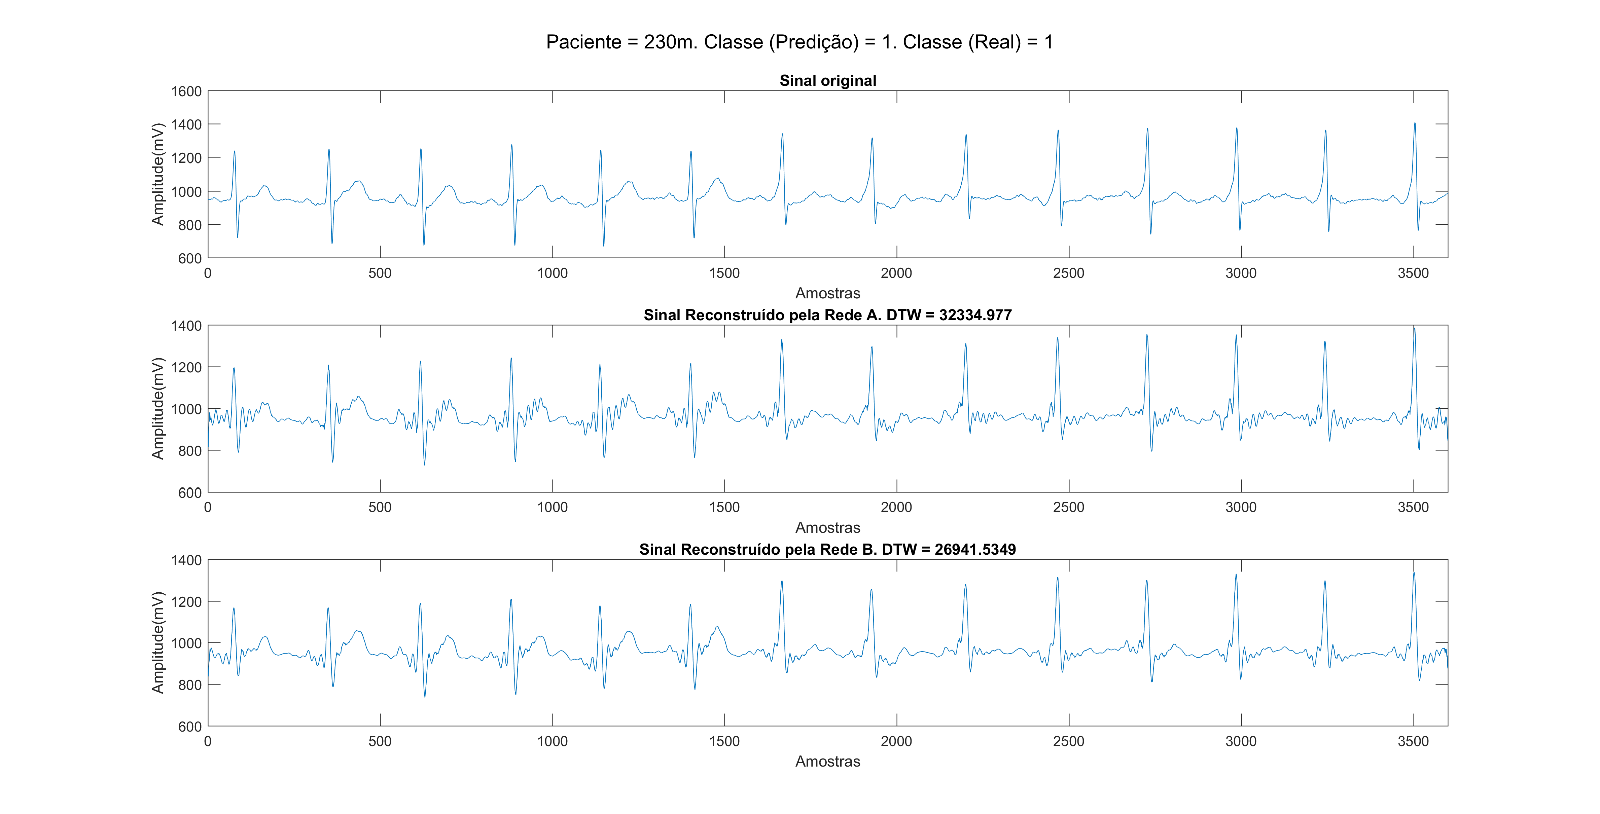 Paciente = 230m. Classe (Predição) = 1. Classe (Real) = 1
Sinal original
1600
1400
1200
1000
800
600
Amplitude(mV)
0 500 1000 1500 2000 2500 3000 3500
Amostras
Sinal Reconstruído pela Rede A. DTW = 32334.977
1400
1200
1000
800
600
Amplitude(mV)
0 500 1000 1500 2000 2500 3000 3500
Amostras
Sinal Reconstruído pela Rede B. DTW = 26941.5349
1400
1200
1000
800
600
Amplitude(mV)
0 500 1000 1500 2000 2500 3000 3500
Amostras